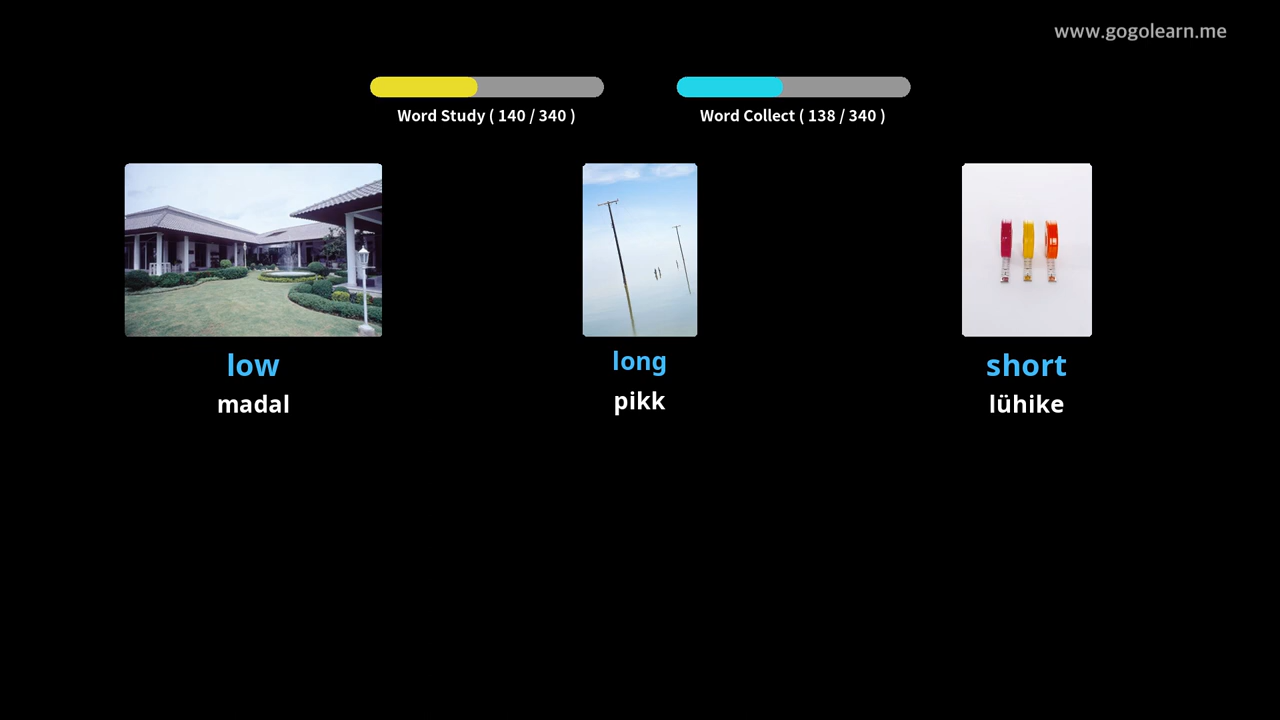 www.gogolearn.me
Word Study ( 140 / 340 )
Word Collect ( 138 / 340 )
low
long
short
madal
pikk
lühike